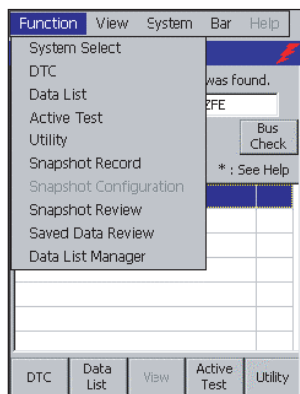 Function View System Bar Help
System Select
DTC
Data List
Active Test
Utility
Snapshot Record
Snapshot Configuration
Snapshot Review
Saved Data Review
Data List Manager
was found.
ZFE
Bus
Check
* : See Help
DTC
Data
List
View
Active
Test
Utility